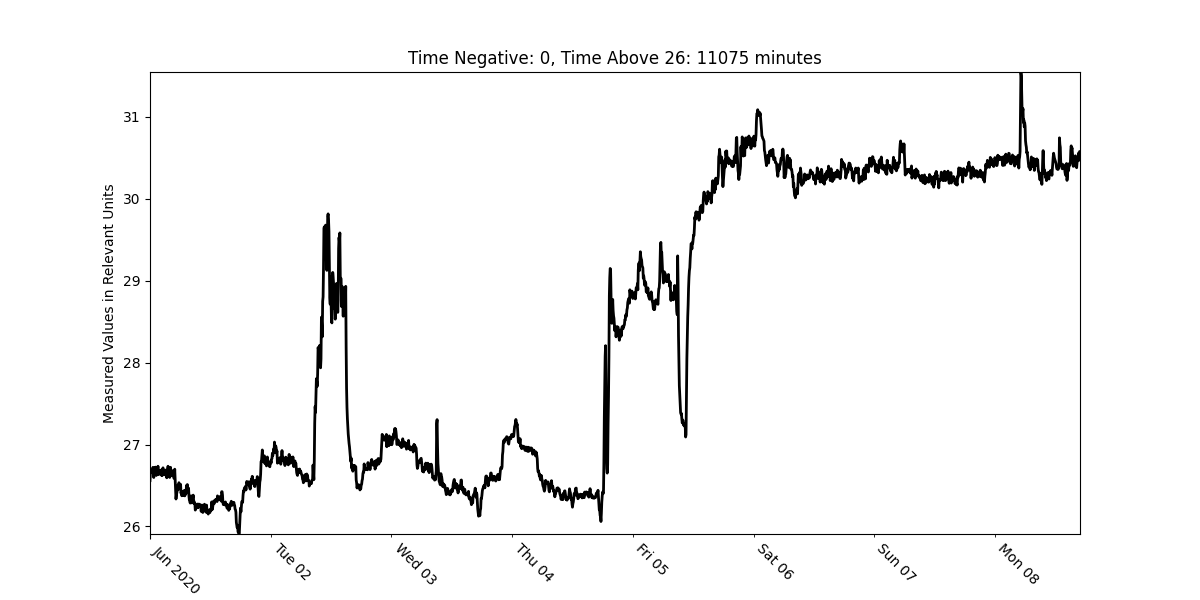 Time Negative: 0, Time Above 26: 11075 minutes
Measured Values in Relevant Units
31
30
29
28
27
26
Jun 2020
Tue 02
Wed 03
Thu 04
Fri 05
Sat 06
Sun 07
Mon 08